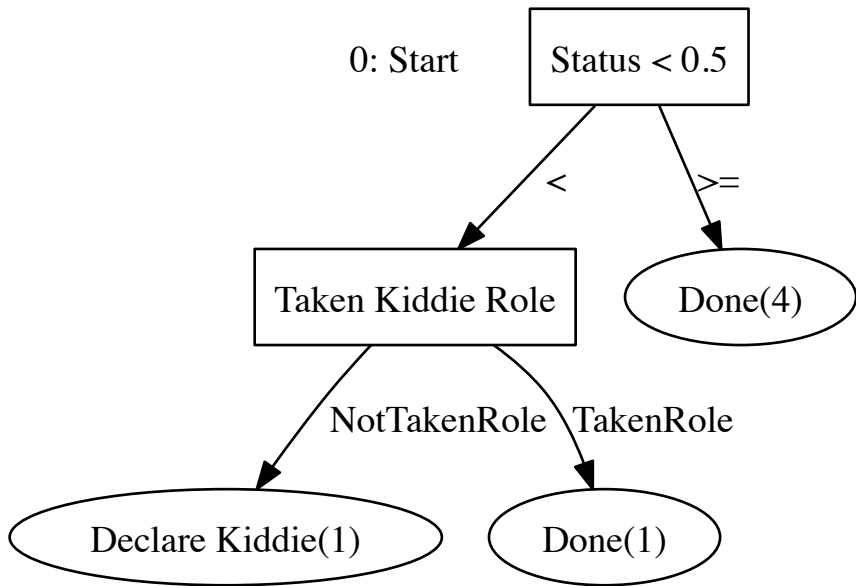 0: Start
Status < 0.5
<
>=
Taken Kiddie Role
Done(4)
NotTakenRole
TakenRole
Declare Kiddie(1)
Done(1)